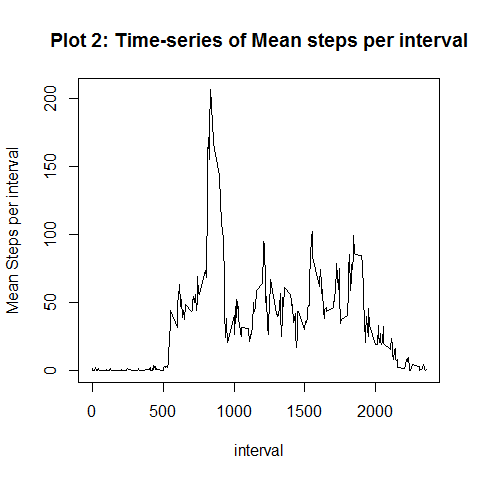 Plot 2: Time-series of Mean steps per interval
200
150
100
50
0
Mean Steps per interval
0 500 1000 1500 2000
interval